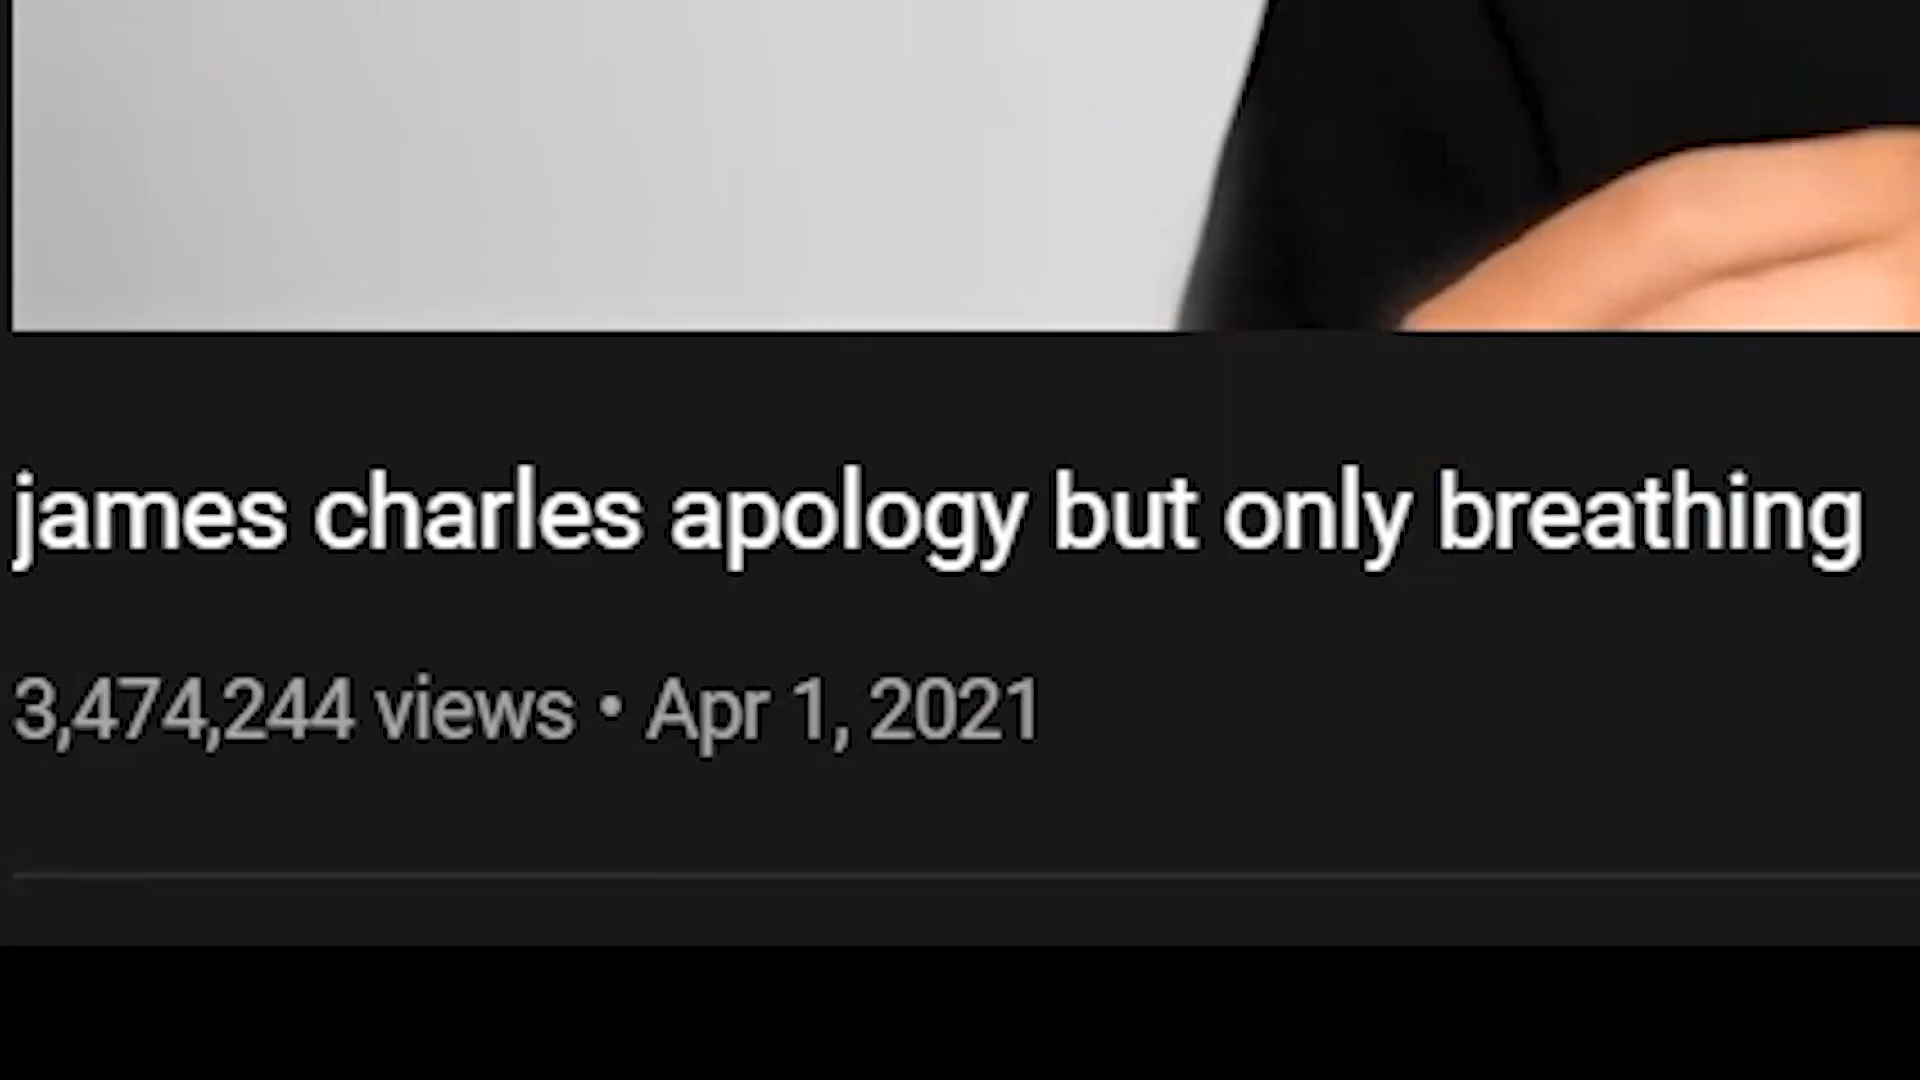 james charles apology but only breathing
3,474,244 views • Apr 1, 2021